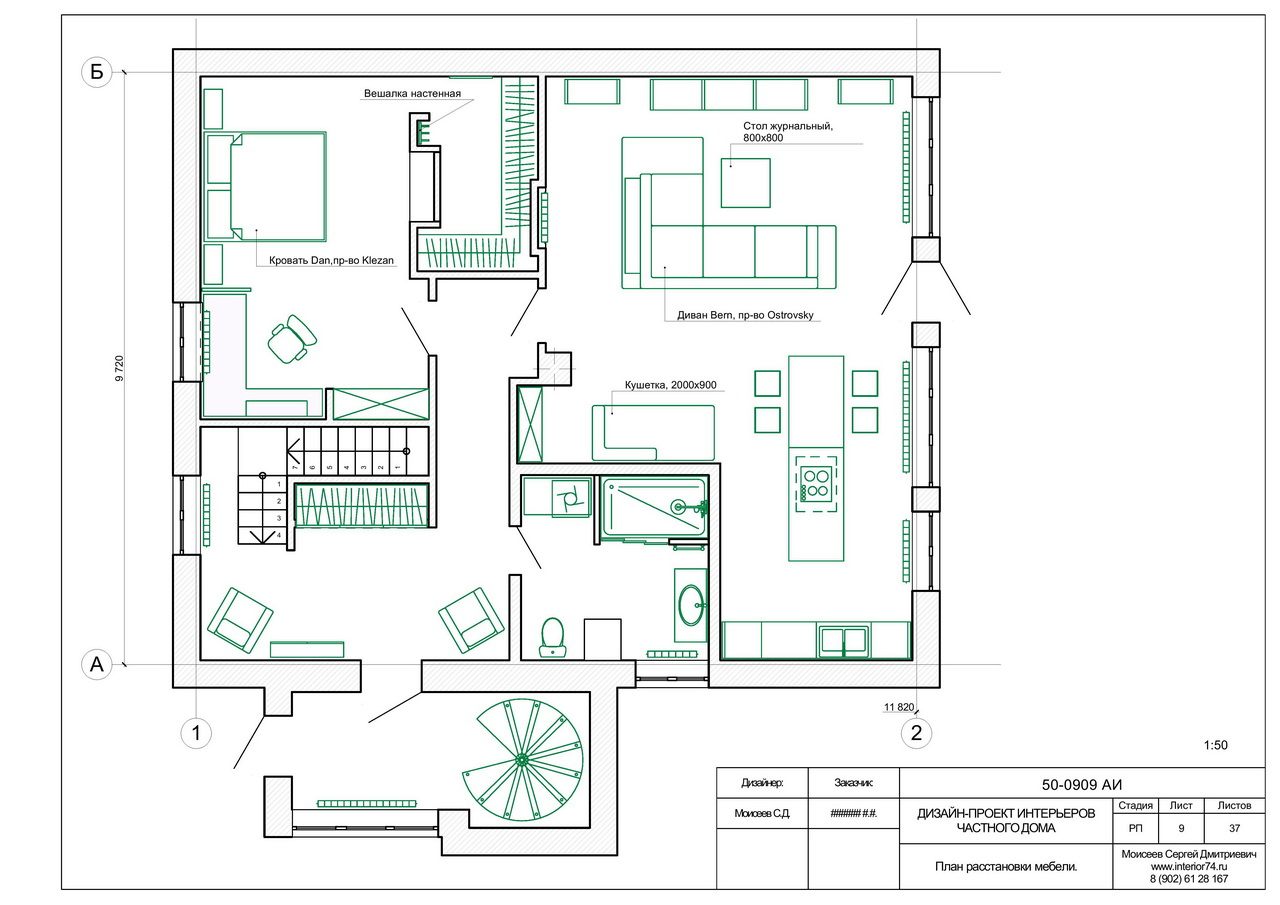 Б
Вешалка настенная
Стол журнальный,
800х800
Кровать Dan,пр-во Klezan
Диван Bern, пр-во Ostrovsky
9 720
Кушетка, 2000х900
7 6 5 4 3 2 1
1
2
3
4
А
11 820
1
2
1:50
Дизайнер:
Заказчик:
50-0909 АИ
Моисеев С.Д.
###### #.#.
ДИЗАЙН-ПРОЕКТ ИНТЕРЬЕРОВ
ЧАСТНОГО ДОМА
Стадия Лист Листов
РП 9 37
План расстановки мебели.
Моисеев Сергей Дмитриевич
www.interior74.ru
8 (902) 61 28 167